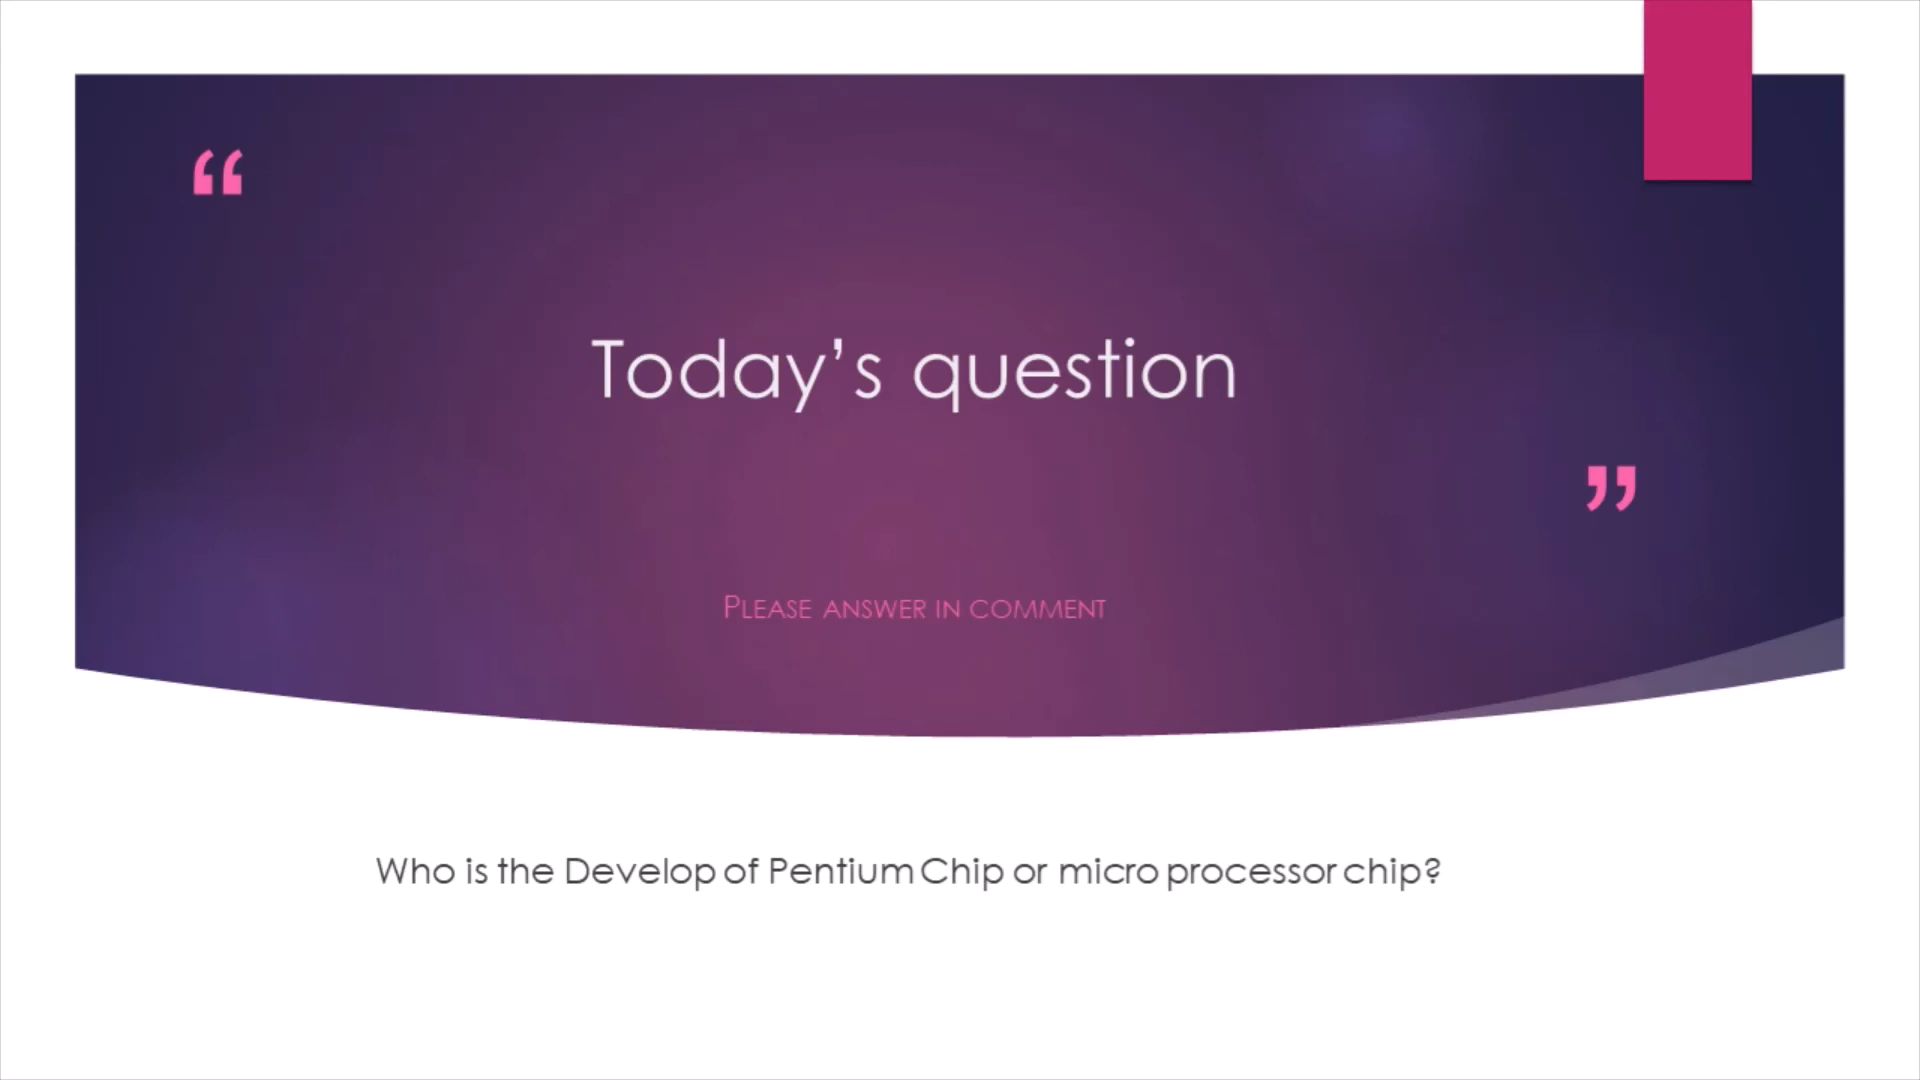 “
Today’s question
”
Please answer in comment
Who is the Develop of Pentium Chip or micro processor chip?